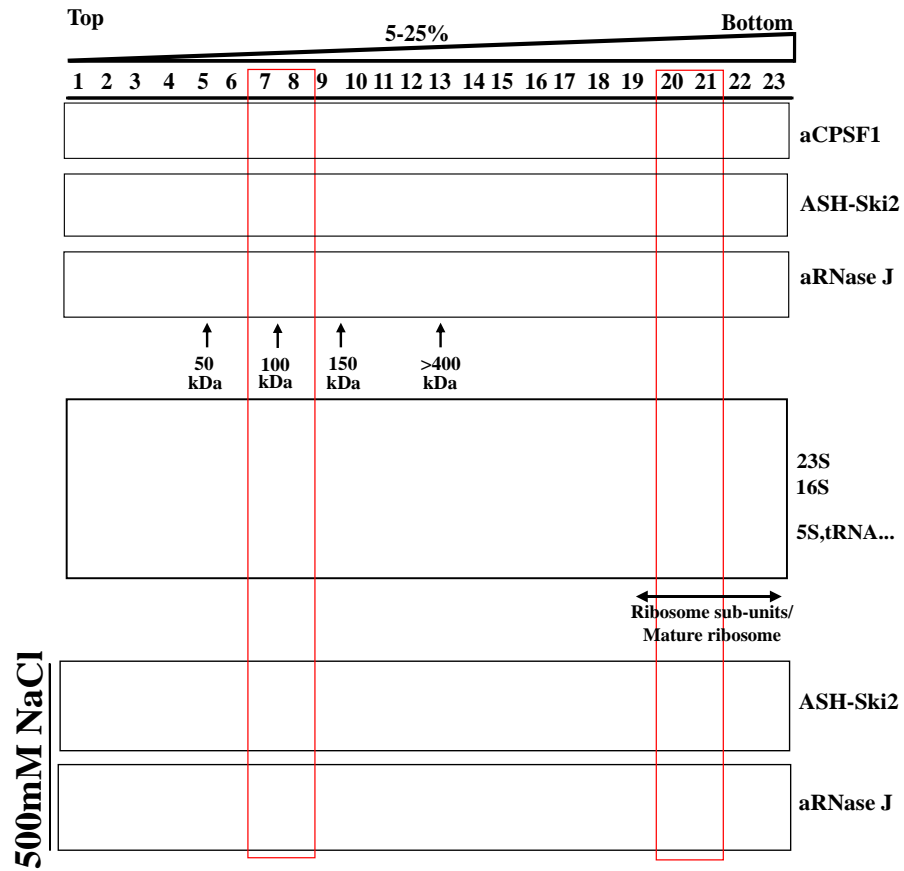 Top
5-25%
Bottom
1 2 3 4 5 6 7 8 9 10 11 12 13 14 15 16 17 18 19 20 21 22 23
aCPSF1
ASH-Ski2
aRNase J
50 kDa
100 kDa
150 kDa
>400 kDa
23S
16S
5S,tRNA...
Ribosome sub-units/
Mature ribosome
500mM NaCl
ASH-Ski2
aRNase J